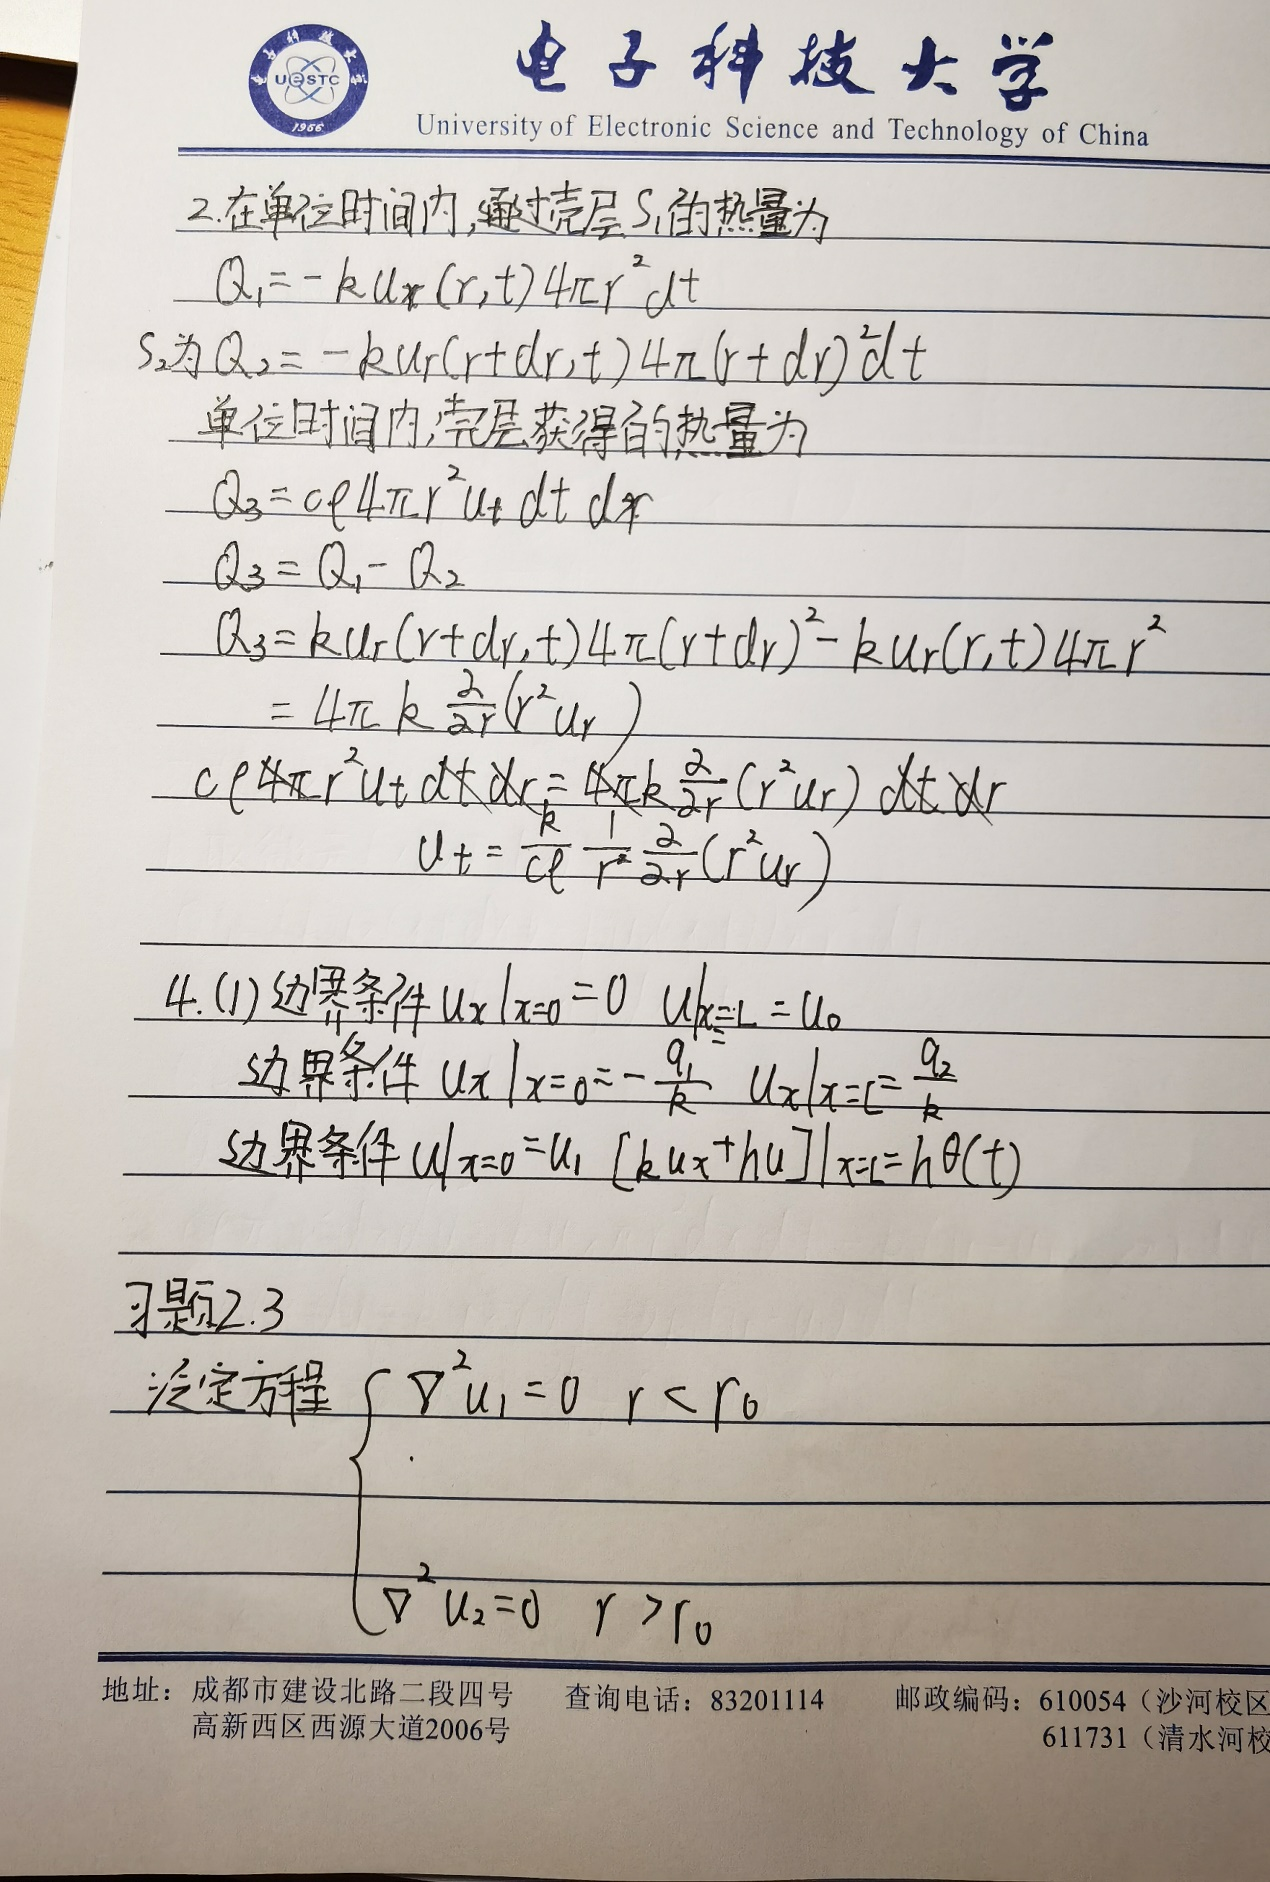 电子科技大学
University of Electronic Science and Technology of China
UESTC
1956
2.在单位时间内,通过壳层S₁的热量为
Q₁=-kuₓ(r,t)4πr²dt
S₂为Q₂=-kuᵣ(r+dr,t)4π(r+dr)²dt
单位时间内,壳层获得的热量为
Q₃=cρ4πr²uₜ dt dr
Q₃=Q₁-Q₂
Q₃=kuᵣ(r+dr,t)4π(r+dr)²-kuᵣ(r,t)4πr²
=4πk ∂/∂r(r²uᵣ)
cρ4πr²uₜ dt dr=4πk ∂/∂r(r²uᵣ) dt dr
uₜ=k/cρ 1/r² ∂/∂r(r²uᵣ)
4.(1)边界条件 uₓ|x=0=0 u|x=L=u₀
边界条件 uₓ|x=0=-q₁/k uₓ|x=L=q₂/k
边界条件 u|x=0=u₁ [kuₓ+hu]|x=L=hθ(t)
习题2.3
泛定方程 { ∇²u₁=0 r<r₀
∇²u₂=0 r>r₀
地址：成都市建设北路二段四号 查询电话：83201114 邮政编码：610054（沙河校区
高新西区西源大道2006号 611731（清水河校